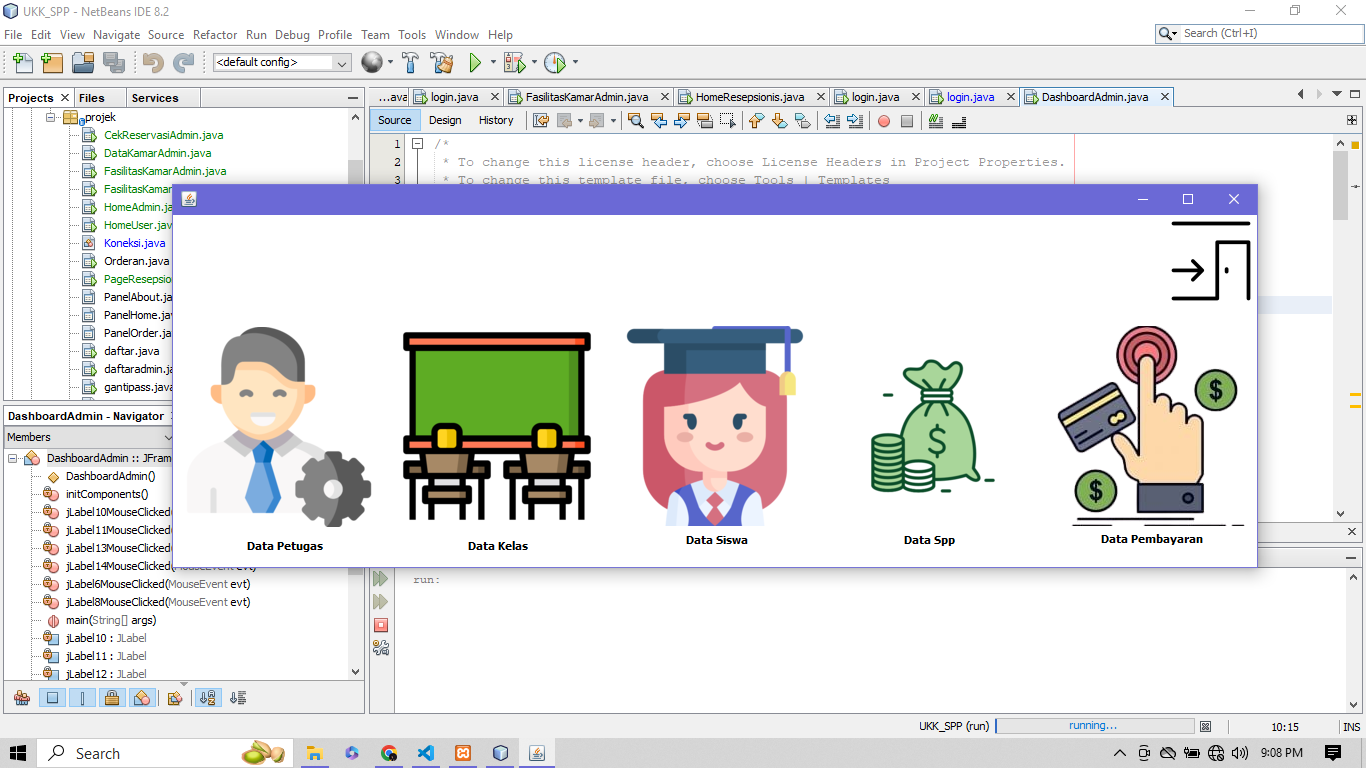 UKK_SPP - NetBeans IDE 8.2
File Edit View Navigate Source Refactor Run Debug Profile Team Tools Window Help
Search (Ctrl+I)
<default config>
Projects Files Services
...ava login.java FasilitasKamarAdmin.java HomeResepsionis.java login.java login.java DashboardAdmin.java
Source Design History
projek
CekReservasiAdmin.java
DataKamarAdmin.java
FasilitasKamarAdmin.java
FasilitasKamar
HomeAdmin.ja
HomeUser.jav
Koneksi.java
Orderan.java
PageResepsio
PanelAbout.ja
PanelHome.ja
PanelOrder.ja
daftar.java
daftaradmin.ja
gantipass.java
1 /*
2 * To change this license header, choose License Headers in Project Properties.
3 * To change this template file, choose Tools | Templates
$
$
$
Data Petugas
Data Kelas
Data Siswa
Data Spp
Data Pembayaran
DashboardAdmin - Navigator
Members
DashboardAdmin :: JFram
DashboardAdmin()
initComponents()
jLabel10MouseClicked(
jLabel11MouseClicked(
jLabel13MouseClicked(
jLabel14MouseClicked(MouseEvent evt)
jLabel6MouseClicked(MouseEvent evt)
jLabel8MouseClicked(MouseEvent evt)
main(String[] args)
jLabel10 : JLabel
jLabel11 : JLabel
jLabel12 : JLabel
run:
UKK_SPP (run) running... 10:15 INS
Search
9:08 PM